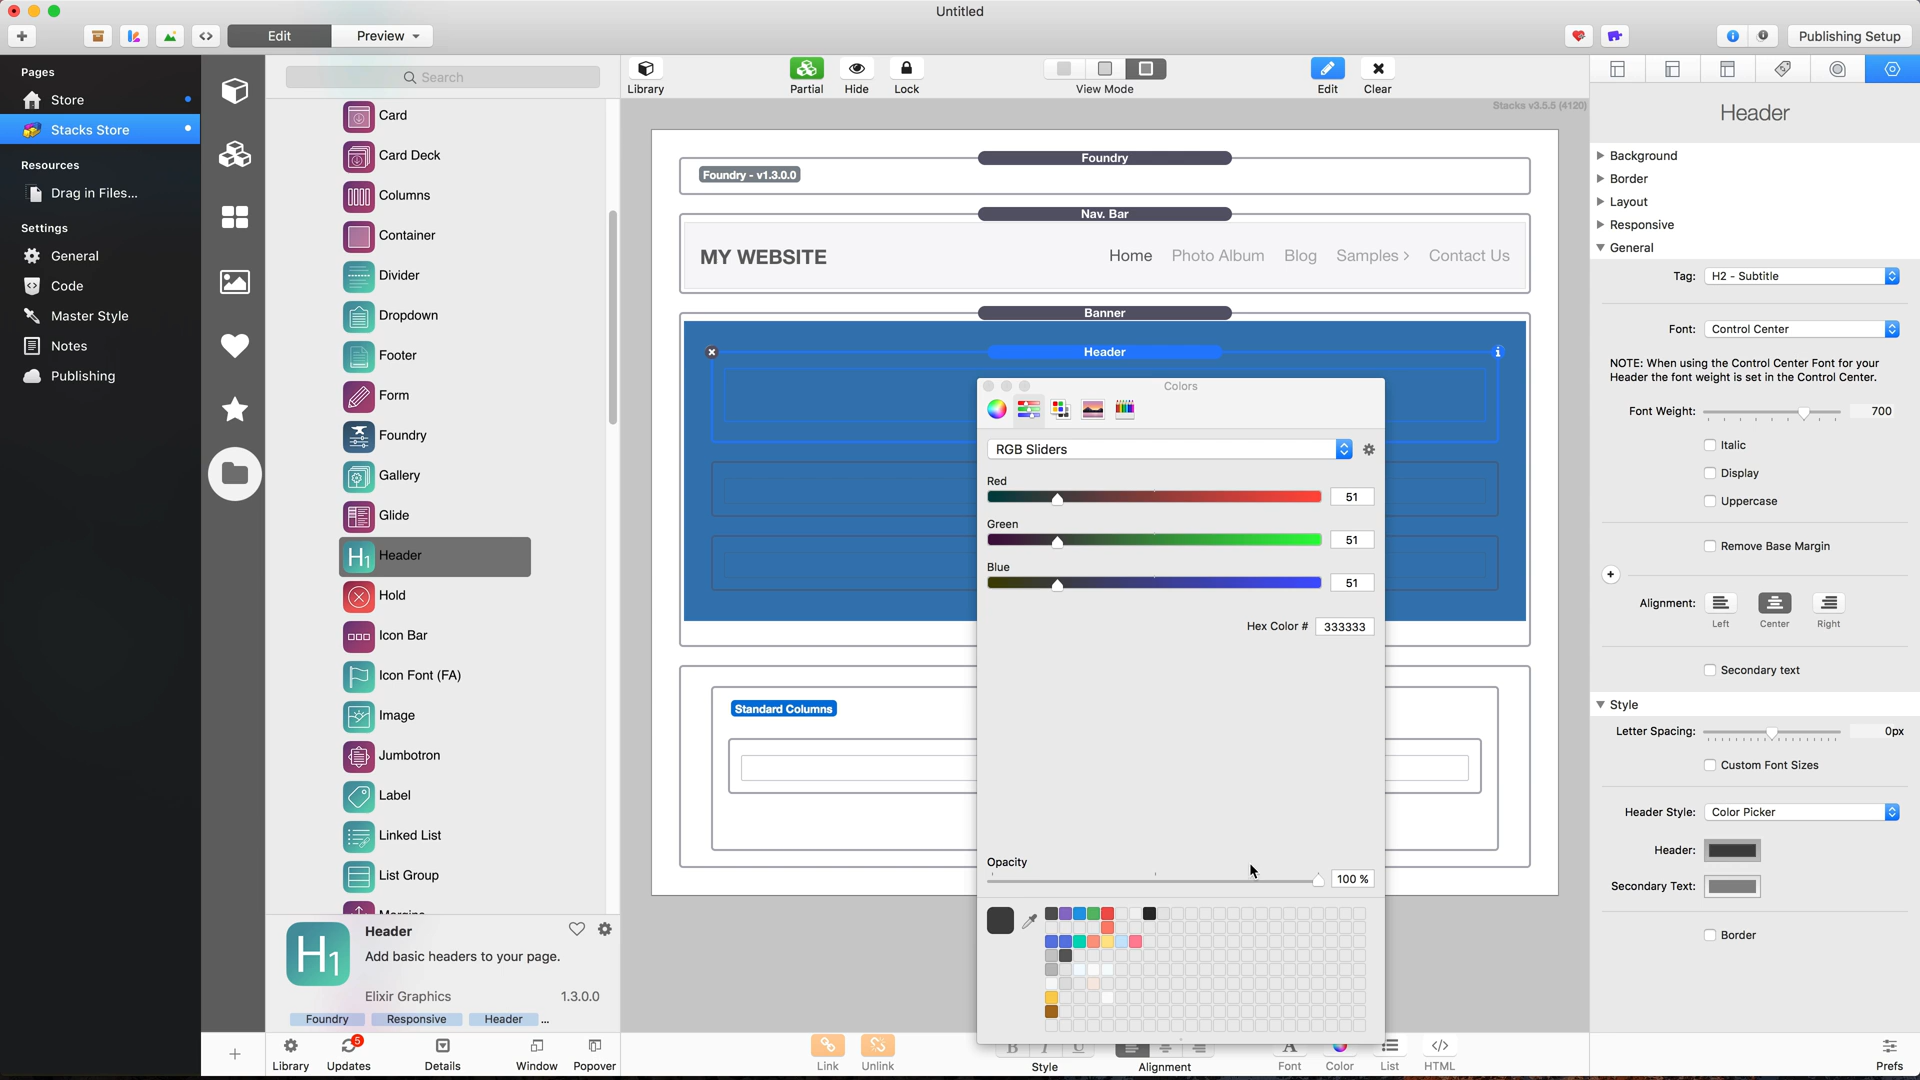 Untitled
Edit
Preview
Publishing Setup
Pages
Store
Stacks Store
Resources
Drag in Files...
Settings
General
Code
Master Style
Notes
Publishing
Search
Card
Card Deck
Columns
Container
Divider
Dropdown
Footer
Form
Foundry
Gallery
Glide
H1 Header
Hold
Icon Bar
Icon Font (FA)
Image
Jumbotron
Label
Linked List
List Group
H1
Header
Add basic headers to your page.
Elixir Graphics 1.3.0.0
Foundry Responsive Header ...
Library
5
Updates
Details
Window
Popover
Library
Partial
Hide
Lock
View Mode
Edit
Clear
Stacks v3.5.5 (4120)
Foundry
Foundry - v1.3.0.0
Nav. Bar
MY WEBSITE
Home Photo Album Blog Samples > Contact Us
Banner
Header
Standard Columns
Colors
RGB Sliders
Red
51
Green
51
Blue
51
Hex Color # 333333
Opacity
100 %
Link
Unlink
B I U
Style
Alignment
Font
Color
List
HTML
Header
Background
Border
Layout
Responsive
General
Tag: H2 - Subtitle
Font: Control Center
NOTE: When using the Control Center Font for your
Header the font weight is set in the Control Center.
Font Weight: 700
Italic
Display
Uppercase
Remove Base Margin
Alignment:
Left Center Right
Secondary text
Style
Letter Spacing: 0px
Custom Font Sizes
Header Style: Color Picker
Header:
Secondary Text:
Border
Prefs